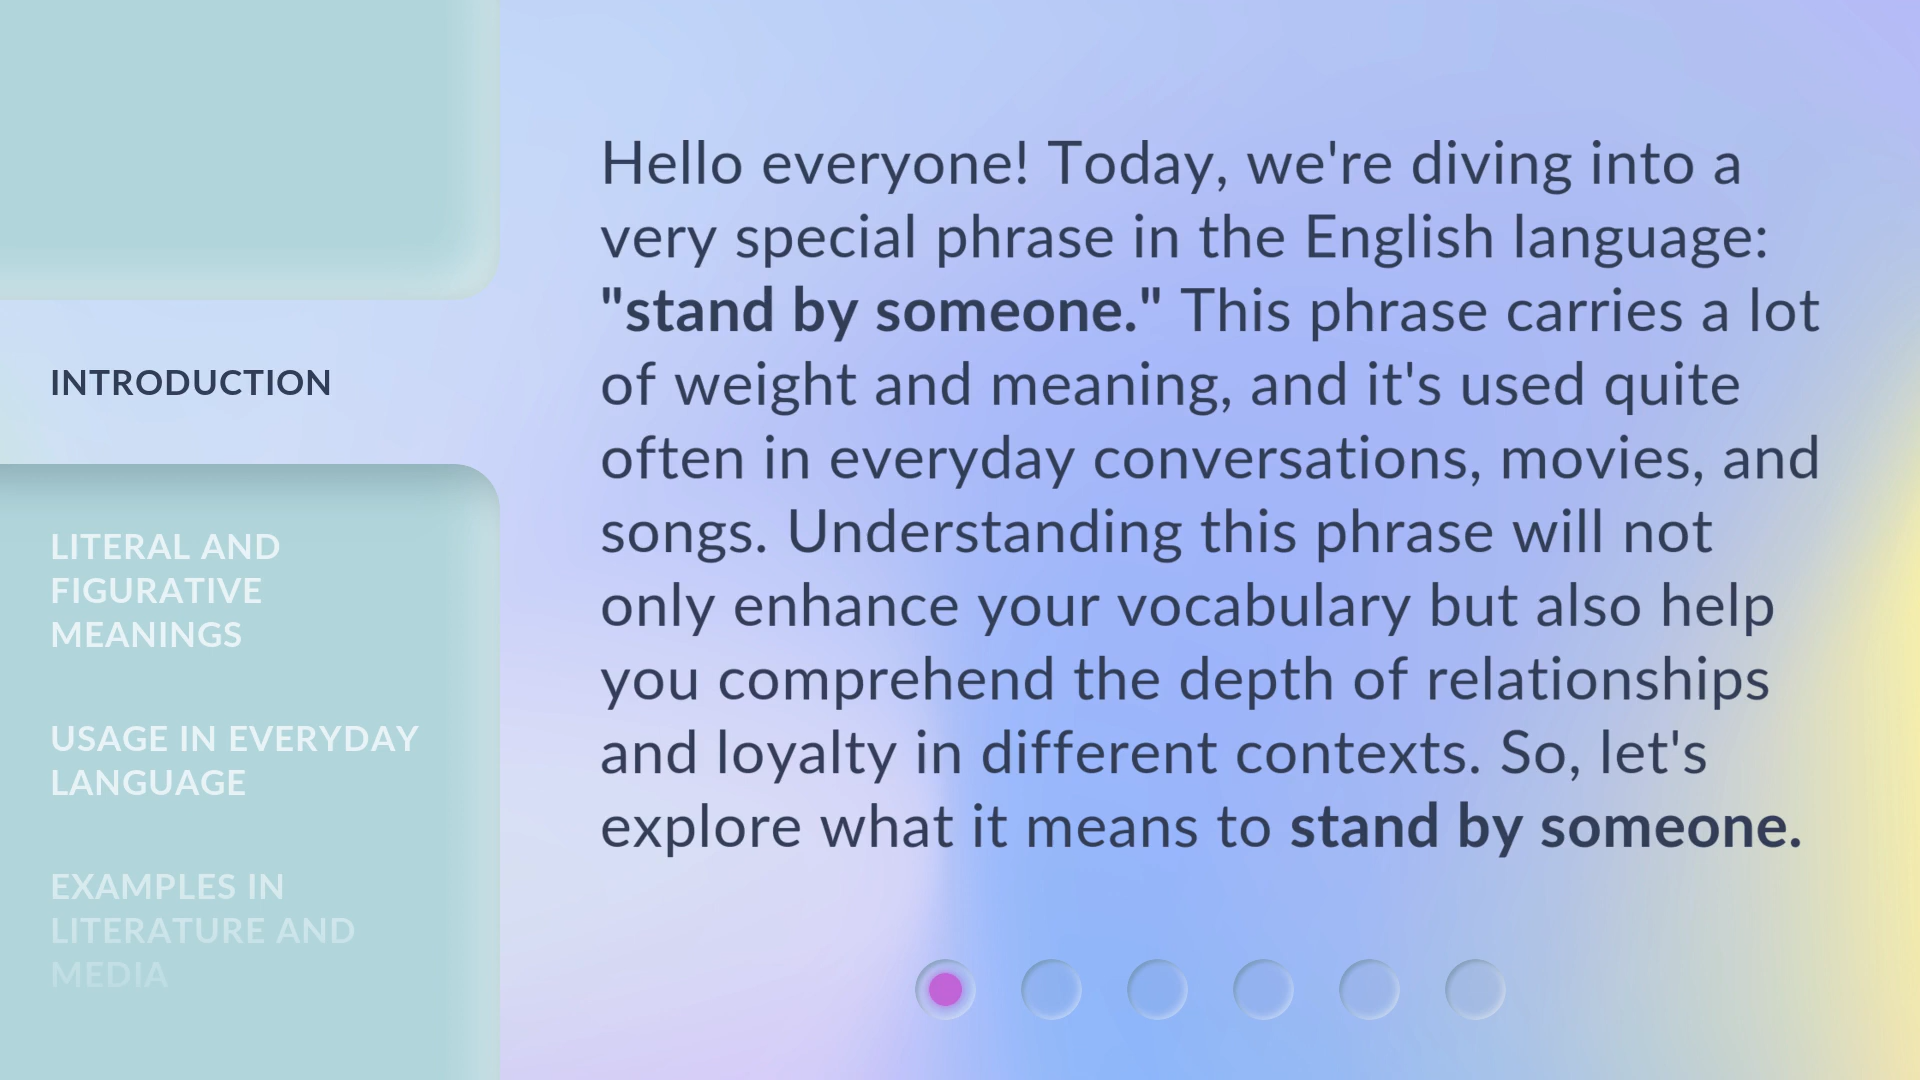 INTRODUCTION
LITERAL AND
FIGURATIVE
MEANINGS
USAGE IN EVERYDAY
LANGUAGE
EXAMPLES IN
LITERATURE AND
MEDIA
Hello everyone! Today, we're diving into a
very special phrase in the English language:
"stand by someone." This phrase carries a lot
of weight and meaning, and it's used quite
often in everyday conversations, movies, and
songs. Understanding this phrase will not
only enhance your vocabulary but also help
you comprehend the depth of relationships
and loyalty in different contexts. So, let's
explore what it means to stand by someone.